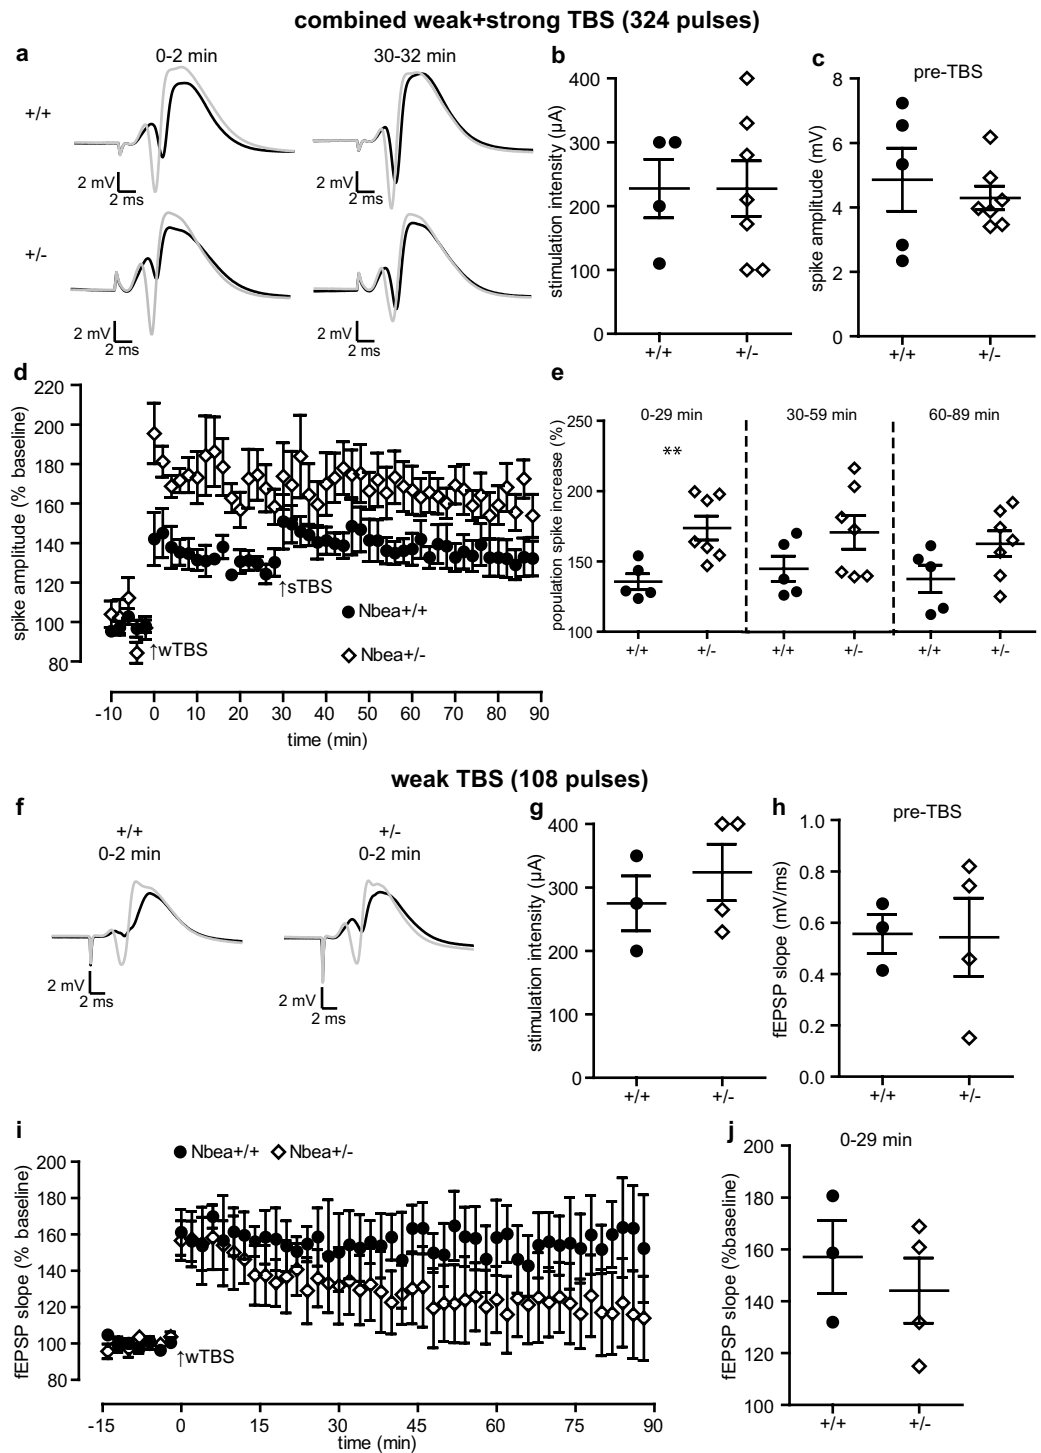 combined weak+strong TBS (324 pulses)
a
0-2 min
30-32 min
+/+
2 mV
2 ms
2 mV
2 ms
+/-
2 mV
2 ms
2 mV
2 ms
b
stimulation intensity (µA)
400
300
200
100
0
+/+
+/-
c
pre-TBS
spike amplitude (mV)
8
6
4
2
0
+/+
+/-
d
spike amplitude (% baseline)
220
200
180
160
140
120
100
80
↑wTBS
↑sTBS
Nbea+/+
Nbea+/-
-10 0 10 20 30 40 50 60 70 80 90
time (min)
e
population spike increase (%)
250
200
150
100
0-29 min
30-59 min
60-89 min
**
+/+ +/- +/+ +/- +/+ +/-
weak TBS (108 pulses)
f
+/+
0-2 min
+/-
0-2 min
2 mV
2 ms
2 mV
2 ms
g
stimulation intensity (µA)
400
300
200
100
0
+/+
+/-
h
pre-TBS
fEPSP slope (mV/ms)
1.0
0.8
0.6
0.4
0.2
0.0
+/+
+/-
i
Nbea+/+ Nbea+/-
fEPSP slope (% baseline)
200
180
160
140
120
100
80
↑wTBS
-15 0 15 30 45 60 75 90
time (min)
j
0-29 min
fEPSP slope (%baseline)
200
180
160
140
120
100
+/+
+/-